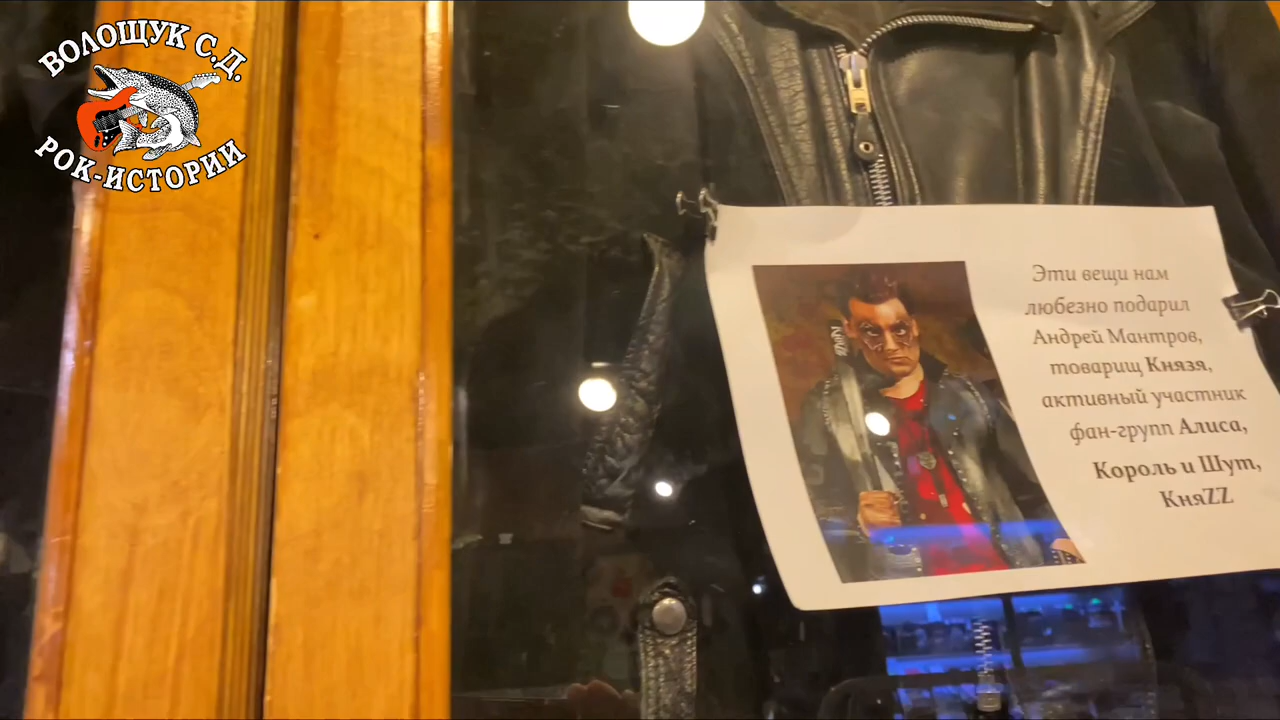 ВОЛОЩУК С.Д.
РОК-ИСТОРИИ
Эти вещи нам
любезно подарил
Андрей Мантров,
товарищ Князя,
активный участник
фан-групп Алиса,
Король и Шут,
КняZZ